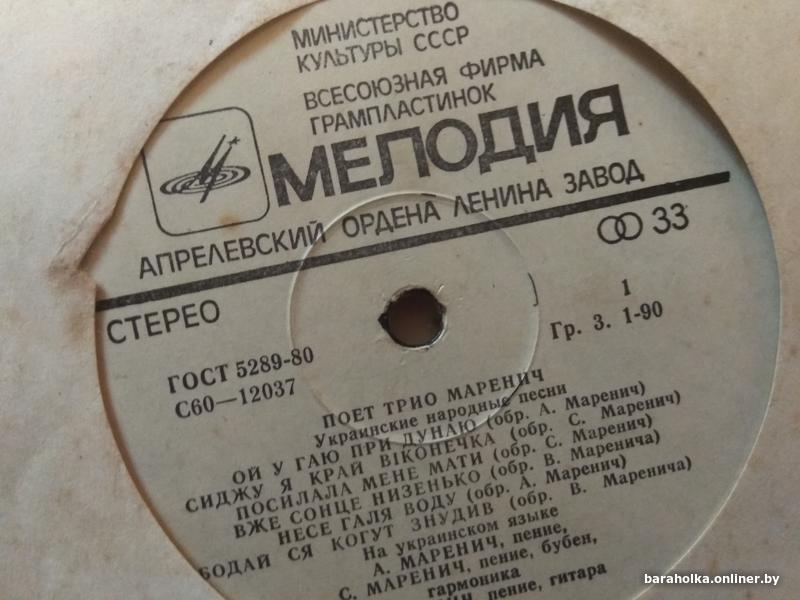 МИНИСТЕРСТВО
КУЛЬТУРЫ СССР
ВСЕСОЮЗНАЯ ФИРМА
ГРАМПЛАСТИНОК
МЕЛОДИЯ
АПРЕЛЕВСКИЙ ОРДЕНА ЛЕНИНА ЗАВОД
33
СТЕРЕО
1
ГОСТ 5289-80
Гр. 3. 1-90
С60—12037
ПОЕТ ТРИО МАРЕНИЧ
Украинские народные песни
ОЙ У ГАЮ ПРИ ДУНАЮ (обр. А. Маренич)
СИДЖУ Я КРАЙ ВІКОНЕЧКА (обр. С. Маренич)
ПОСИЛАЛА МЕНЕ МАТИ (обр. С. Маренич)
ВЖЕ СОНЦЕ НИЗЕНЬКО (обр. В. Маренича)
НЕСЕ ГАЛЯ ВОДУ (обр. А. Маренич)
БОДАЙ СЯ КОГУТ ЗНУДИВ (обр. В. Маренича)
На украинском языке
А. МАРЕНИЧ, пение,
С. МАРЕНИЧ, пение, бубен,
гармоника
пение, гитара
baraholka.onliner.by